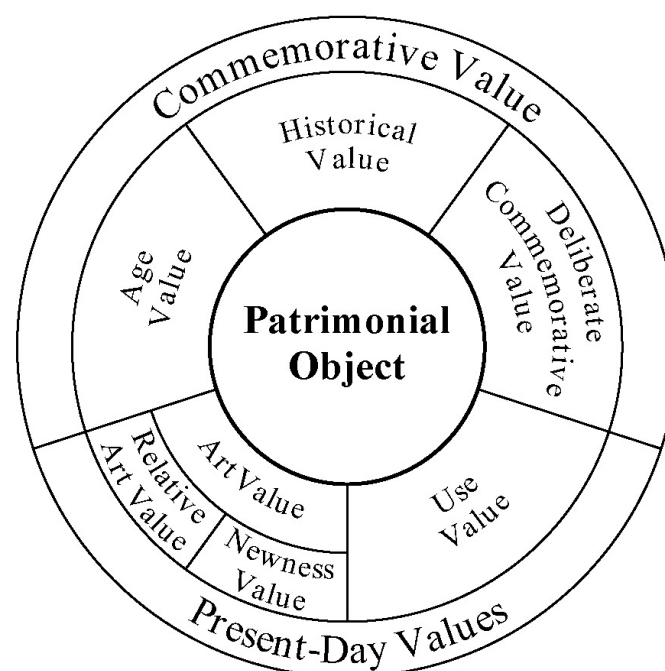 Commemorative Value
Historical
Value
Age
Value
Deliberate
Commemorative
Value
Patrimonial
Object
Art Value
Relative
Art Value
Newness
Value
Use
Value
Present-Day Values